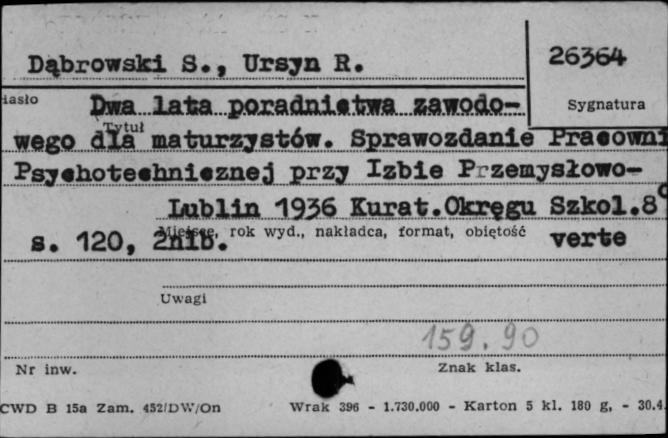 Dąbrowski S., Ursyn R.
26364
iasło
Dwa lata poradnictwa zawodo-
Sygnatura
Tytuł
wego dla maturzystów. Sprawozdanie Pracowni
Psychotechnicznej przy Izbie Przemysłowo-
Lublin 1936 Kurat.Okręgu Szkol.8°
s. 120, 2nlb.
Miejsce, rok wyd., nakładca, format, objętość
verte
Uwagi
159.90
Nr inw.
Znak klas.
CWD B 15a Zam. 452/DW/On
Wrak 396 - 1.730.000 - Karton 5 kl. 180 g, - 30.4.